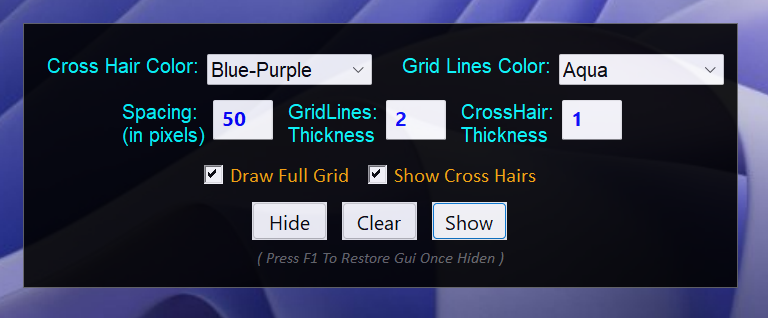 Cross Hair Color: Blue-Purple Grid Lines Color: Aqua
Spacing: 50 GridLines: 2 CrossHair: 1
(in pixels) Thickness Thickness
Draw Full Grid Show Cross Hairs
Hide Clear Show
( Press F1 To Restore Gui Once Hiden )